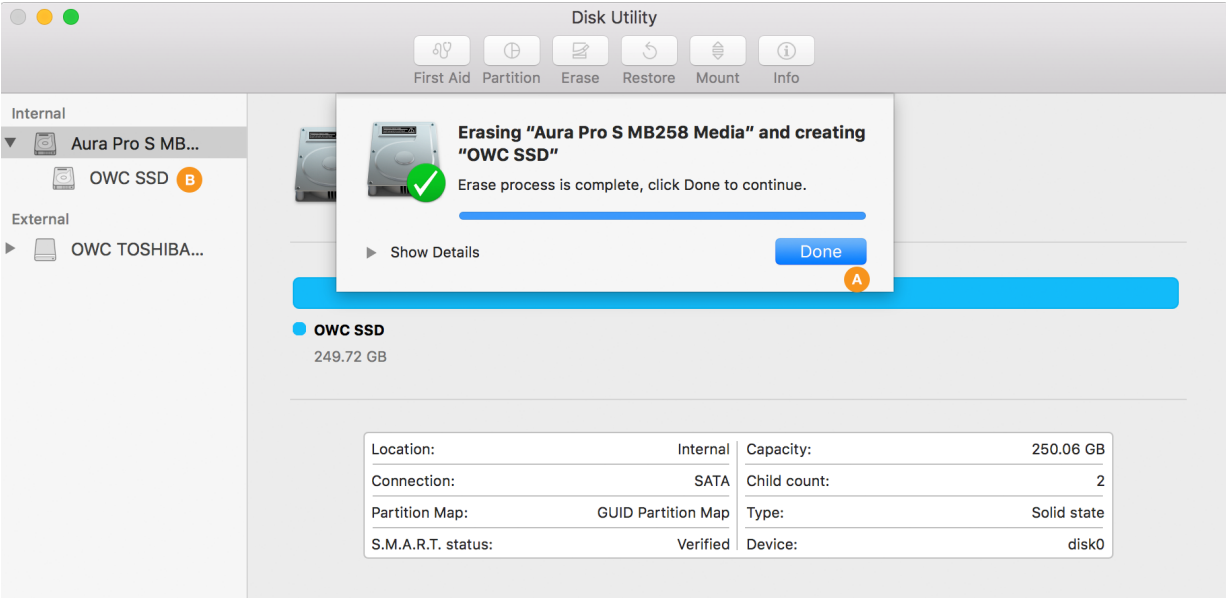 Disk Utility
First Aid
Partition
Erase
Restore
Mount
Info
Internal
Aura Pro S MB...
OWC SSD B
External
OWC TOSHIBA...
Erasing “Aura Pro S MB258 Media” and creating
“OWC SSD”
Erase process is complete, click Done to continue.
Show Details
Done
A
OWC SSD
249.72 GB
Location: Internal
Capacity: 250.06 GB
Connection: SATA
Child count: 2
Partition Map: GUID Partition Map
Type: Solid state
S.M.A.R.T. status: Verified
Device: disk0